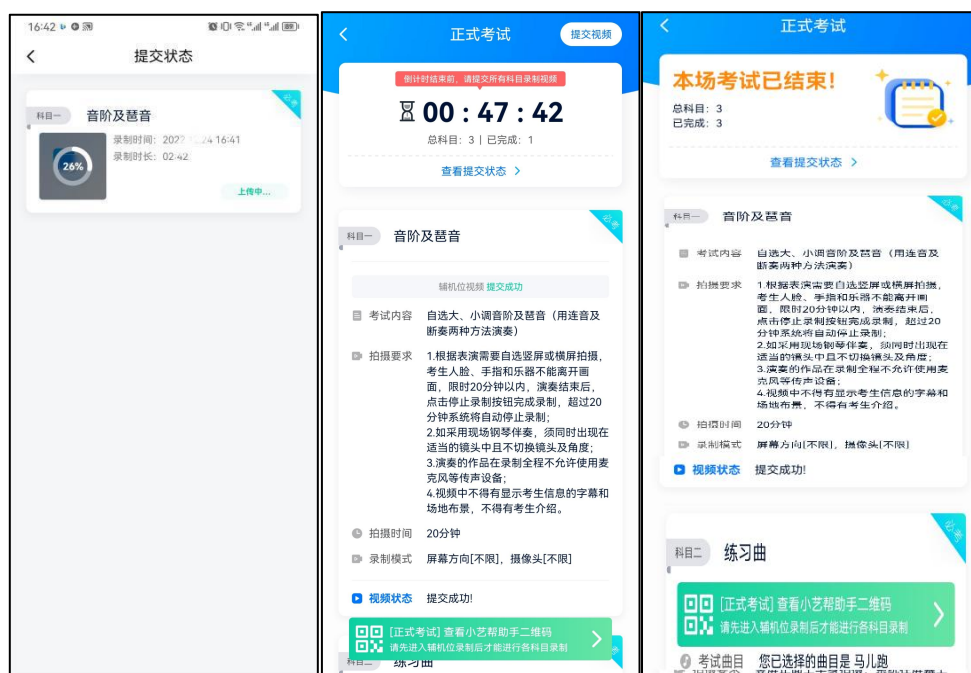 16:42
提交状态
必考
科目一 音阶及琶音
录制时间: 2022 24 16:41
录制时长: 02:42
26%
上传中...
正式考试
提交视频
倒计时结束前，请提交所有科目录制视频
00 : 47 : 42
总科目: 3 | 已完成: 1
查看提交状态 >
必考
科目一 音阶及琶音
辅机位视频 提交成功
考试内容 自选大、小调音阶及琶音（用连音及
断奏两种方法演奏）
拍摄要求 1.根据表演需要自选竖屏或横屏拍摄，
考生人脸、手指和乐器不能离开画
面，限时20分钟以内，演奏结束后，
点击停止录制按钮完成录制，超过20
分钟系统将自动停止录制;
2.如采用现场钢琴伴奏，须同时出现在
适当的镜头中且不切换镜头及角度;
3.演奏的作品在录制全程不允许使用麦
克风等传声设备;
4.视频中不得有显示考生信息的字幕和
场地布景，不得有考生介绍。
拍摄时间 20分钟
录制模式 屏幕方向[不限]，摄像头[不限]
视频状态 提交成功!
[正式考试] 查看小艺帮助手二维码
请先进入辅机位录制后才能进行各科目录制
科目二 练习曲
正式考试
本场考试已结束!
总科目: 3
已完成: 3
查看提交状态 >
必考
科目一 音阶及琶音
考试内容 自选大、小调音阶及琶音（用连音及
断奏两种方法演奏）
拍摄要求 1.根据表演需要自选竖屏或横屏拍摄，
考生人脸、手指和乐器不能离开画
面，限时20分钟以内，演奏结束后，
点击停止录制按钮完成录制，超过20
分钟系统将自动停止录制;
2.如采用现场钢琴伴奏，须同时出现在
适当的镜头中且不切换镜头及角度;
3.演奏的作品在录制全程不允许使用麦
克风等传声设备;
4.视频中不得有显示考生信息的字幕和
场地布景，不得有考生介绍。
拍摄时间 20分钟
录制模式 屏幕方向[不限]，摄像头[不限]
视频状态 提交成功!
必考
科目二 练习曲
[正式考试] 查看小艺帮助手二维码
请先进入辅机位录制后才能进行各科目录制
考试曲目 您已选择的曲目是 马儿跑